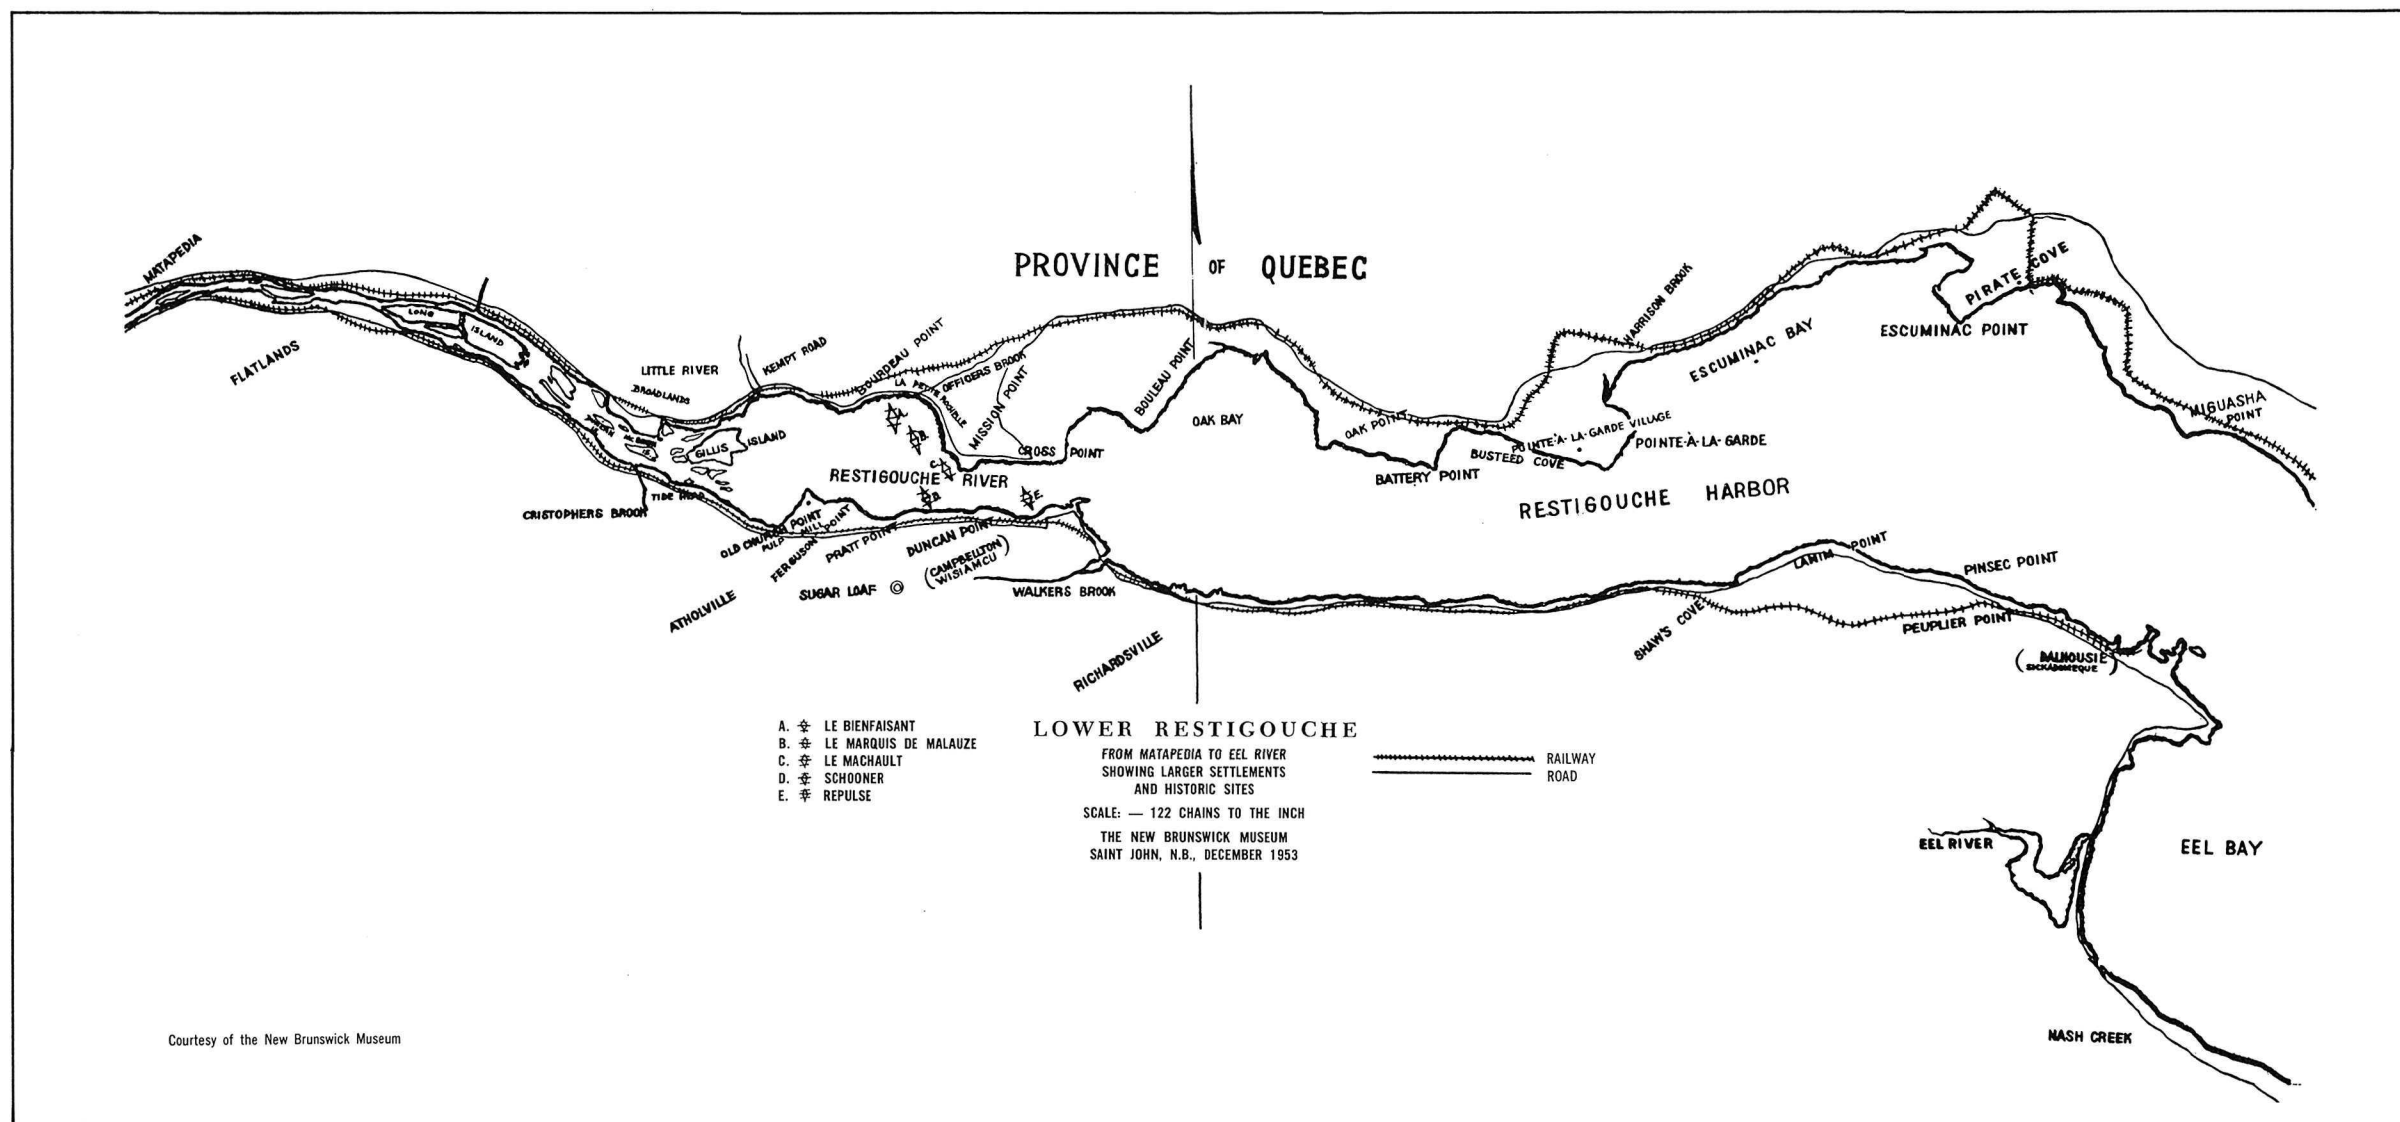 PROVINCE OF QUEBEC
MATAPEDIA
FLATLANDS
LONG
ISLAND
LITTLE RIVER
BROADLANDS
KEMPT ROAD
BOURDEAU POINT
LA PETITE ROCHELLE
OFFICERS BROOK
MISSION POINT
CROSS POINT
BOULEAU POINT
OAK BAY
OAK POINT
BATTERY POINT
BUSTEED COVE
POINTE-À-LA-GARDE VILLAGE
POINTE-À-LA-GARDE
HARRISON BROOK
ESCUMINAC BAY
ESCUMINAC POINT
PIRATE COVE
MIGUASHA
POINT
GILLIS ISLAND
A.
B.
C.
E.
RESTIGOUCHE RIVER
RESTIGOUCHE HARBOR
CRISTOPHERS BROOK
TIDE HEAD
OLD CHURCH POINT
PULP MILL
FERGUSON POINT
PRATT POINT
DUNCAN POINT
(CAMPBELLTON)
WISIAMCU
SUGAR LOAF
ATHOLVILLE
WALKERS BROOK
RICHARDSVILLE
SHAW'S COVE
POINT
PINSEC POINT
PEUPLIER POINT
(DALHOUSIE)
EEL RIVER
EEL BAY
NASH CREEK
A. LE BIENFAISANT
B. LE MARQUIS DE MALAUZE
C. LE MACHAULT
D. SCHOONER
E. REPULSE
LOWER RESTIGOUCHE
FROM MATAPEDIA TO EEL RIVER
SHOWING LARGER SETTLEMENTS
AND HISTORIC SITES
SCALE: — 122 CHAINS TO THE INCH
THE NEW BRUNSWICK MUSEUM
SAINT JOHN, N.B., DECEMBER 1953
RAILWAY
ROAD
Courtesy of the New Brunswick Museum